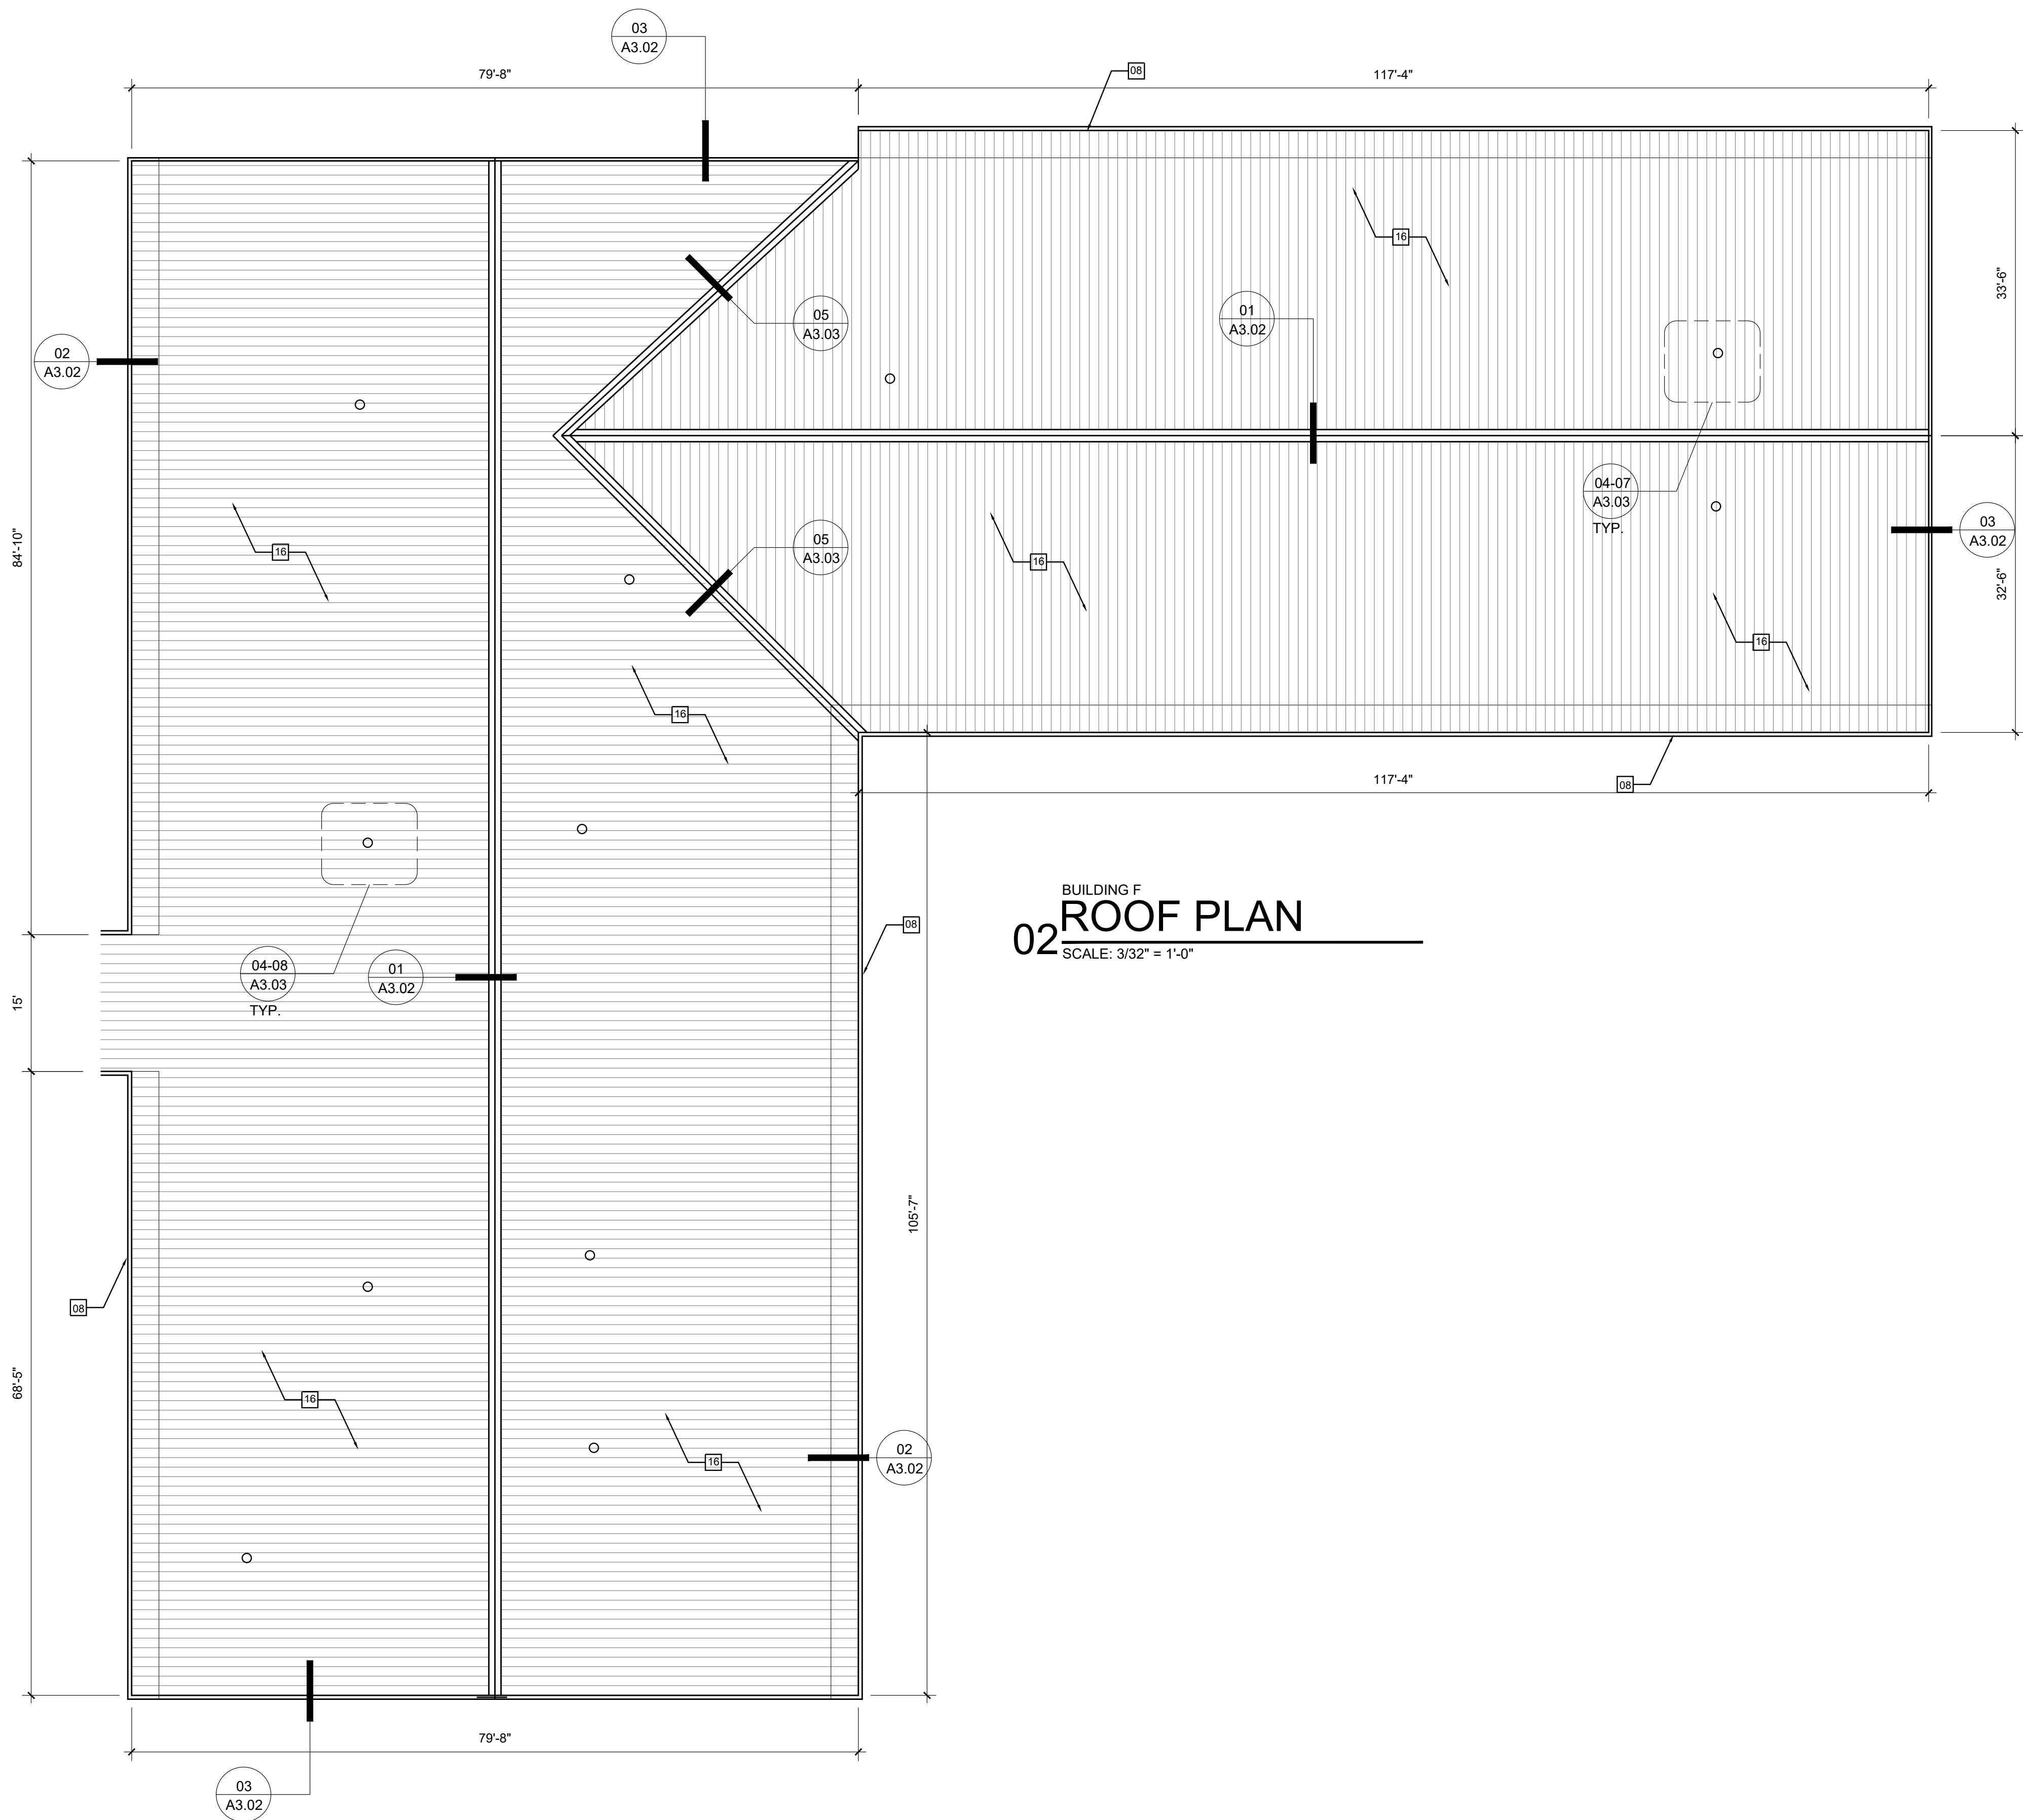 03
A3.02
79'-8"
08
117'-4"
16
33'-6"
05
A3.03
01
A3.02
02
A3.02
04-07
A3.03
TYP.
03
A3.02
84'-10"
16
05
A3.03
16
32'-6"
16
16
117'-4"
08
BUILDING F
02 ROOF PLAN
SCALE: 3/32" = 1'-0"
08
04-08
A3.03
TYP.
01
A3.02
15'
105'-7"
08
68'-5"
16
16
02
A3.02
79'-8"
03
A3.02